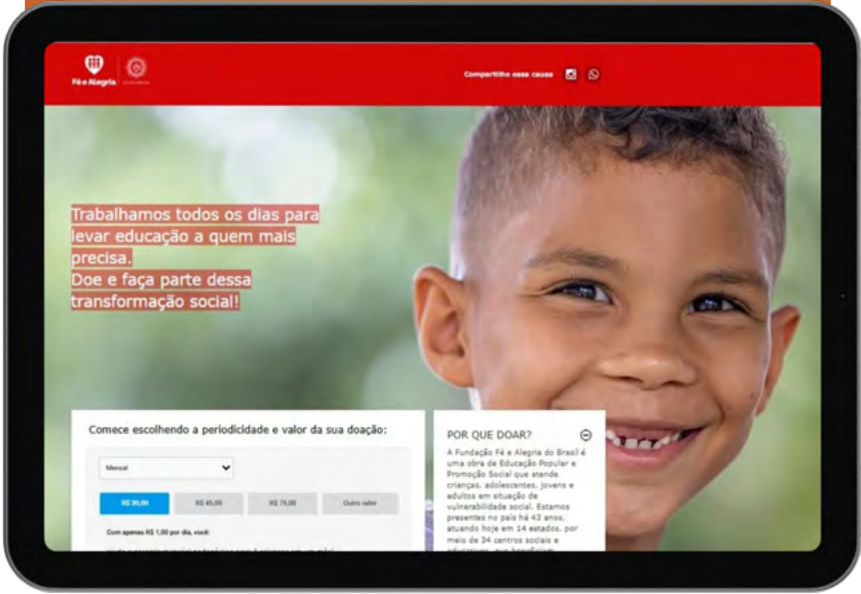 Fé e Alegria
Compartilhe essa causa
Trabalhamos todos os dias para
levar educação a quem mais
precisa.
Doe e faça parte dessa
transformação social!
Comece escolhendo a periodicidade e valor da sua doação:
Mensal
R$ 30,00 R$ 45,00 R$ 75,00 Outro valor
Com apenas R$ 1,00 por dia, você:
POR QUE DOAR?
A Fundação Fé e Alegria do Brasil é
uma obra de Educação Popular e
Promoção Social que atende
crianças, adolescentes, jovens e
adultos em situação de
vulnerabilidade social. Estamos
presentes no país há 43 anos,
atuando hoje em 14 estados, por
meio de 34 centros sociais e